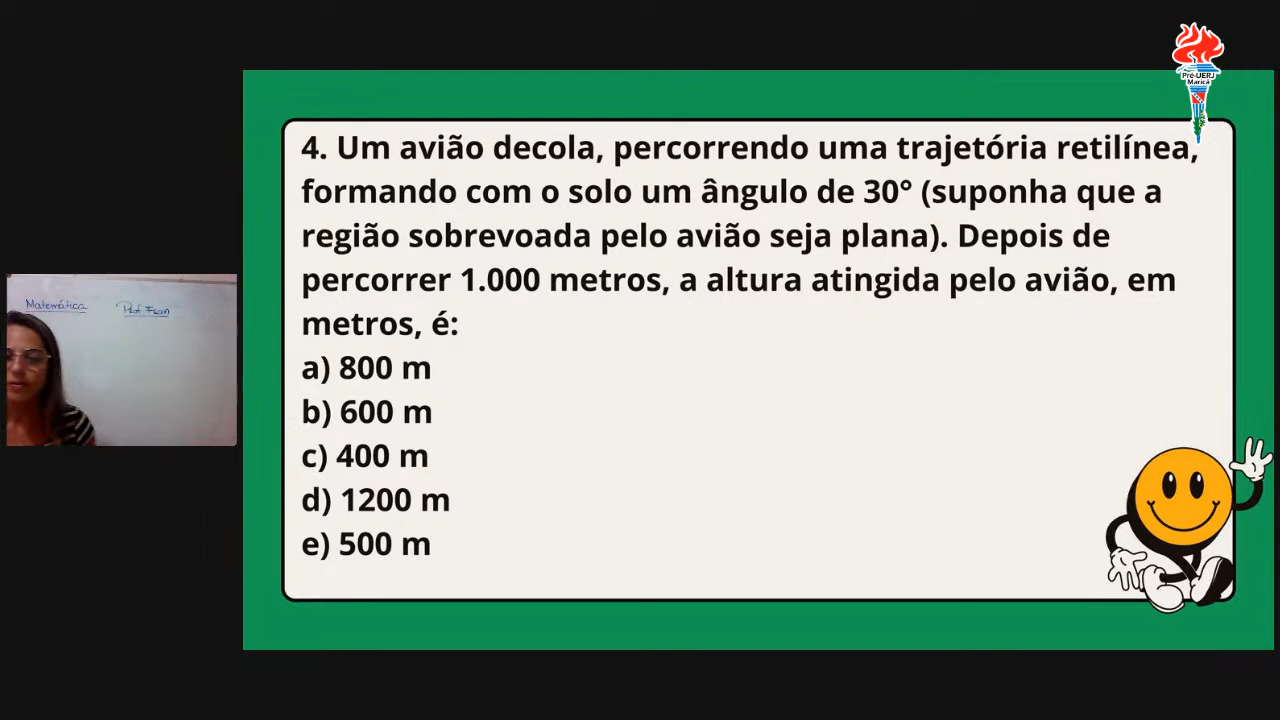 Pré-UERJ
Maricá
4. Um avião decola, percorrendo uma trajetória retilínea,
formando com o solo um ângulo de 30° (suponha que a
região sobrevoada pelo avião seja plana). Depois de
percorrer 1.000 metros, a altura atingida pelo avião, em
metros, é:
a) 800 m
b) 600 m
c) 400 m
d) 1200 m
e) 500 m
Matemática
Prof